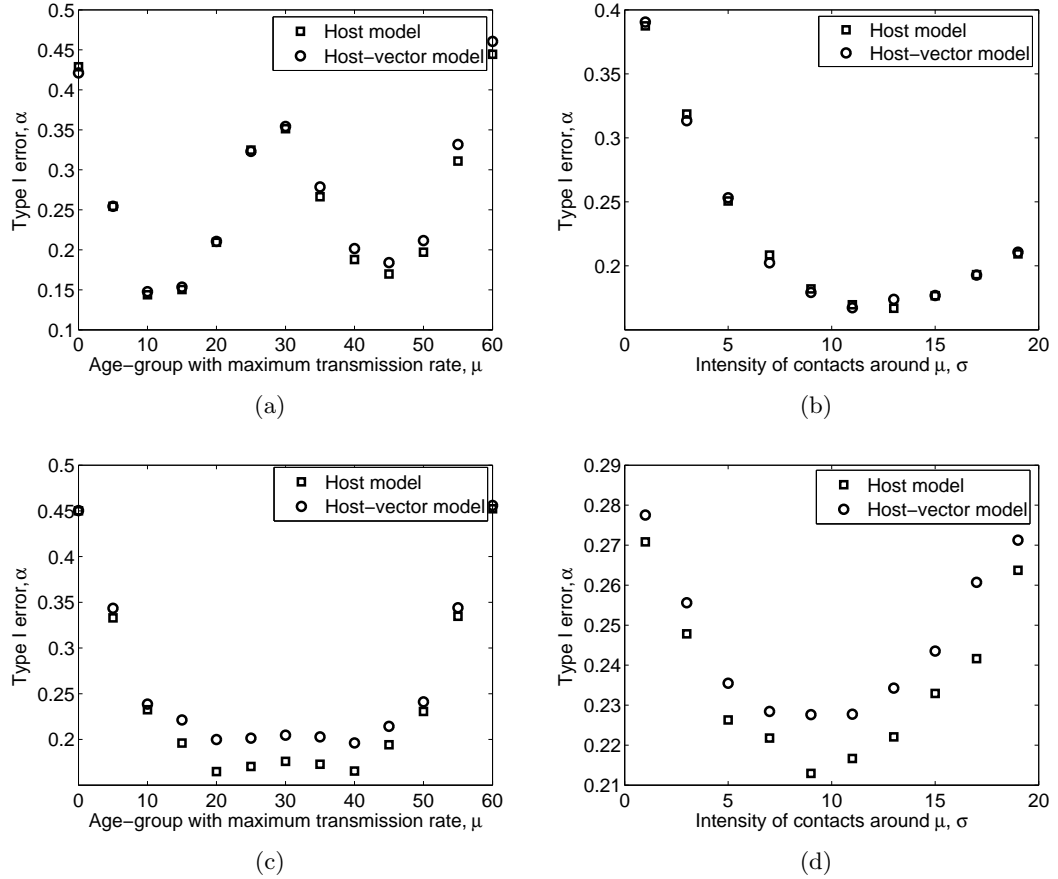 0.5
0.45
0.4
0.35
0.3
0.25
0.2
0.15
0.1
Type I error, α
Host model
Host−vector model
0 10 20 30 40 50 60
Age−group with maximum transmission rate, μ
(a)
0.4
0.35
0.3
0.25
0.2
Type I error, α
Host model
Host−vector model
0 5 10 15 20
Intensity of contacts around μ, σ
(b)
0.5
0.45
0.4
0.35
0.3
0.25
0.2
Type I error, α
Host model
Host−vector model
0 10 20 30 40 50 60
Age−group with maximum transmission rate, μ
(c)
0.29
0.28
0.27
0.26
0.25
0.24
0.23
0.22
0.21
Type I error, α
Host model
Host−vector model
0 5 10 15 20
Intensity of contacts around μ, σ
(d)